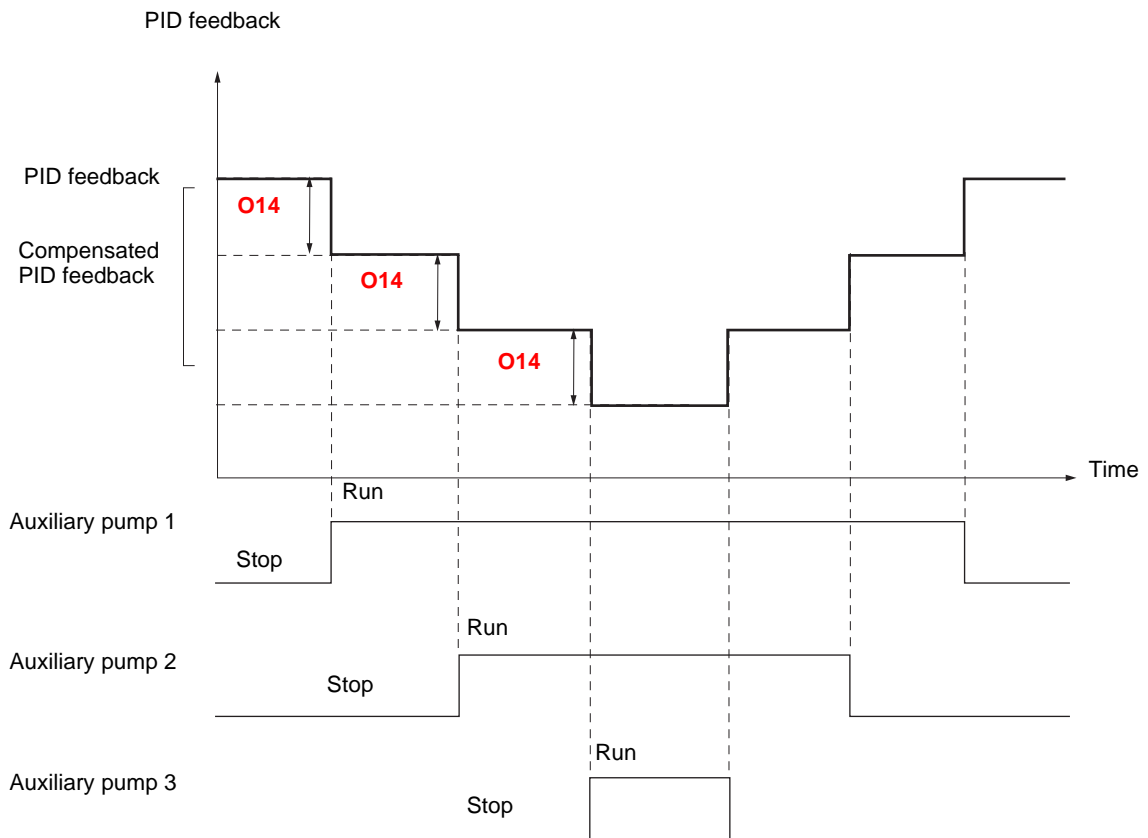 PID feedback
PID feedback
O14
Compensated
PID feedback
O14
O14
Time
Run
Auxiliary pump 1
Stop
Run
Auxiliary pump 2
Stop
Run
Auxiliary pump 3
Stop